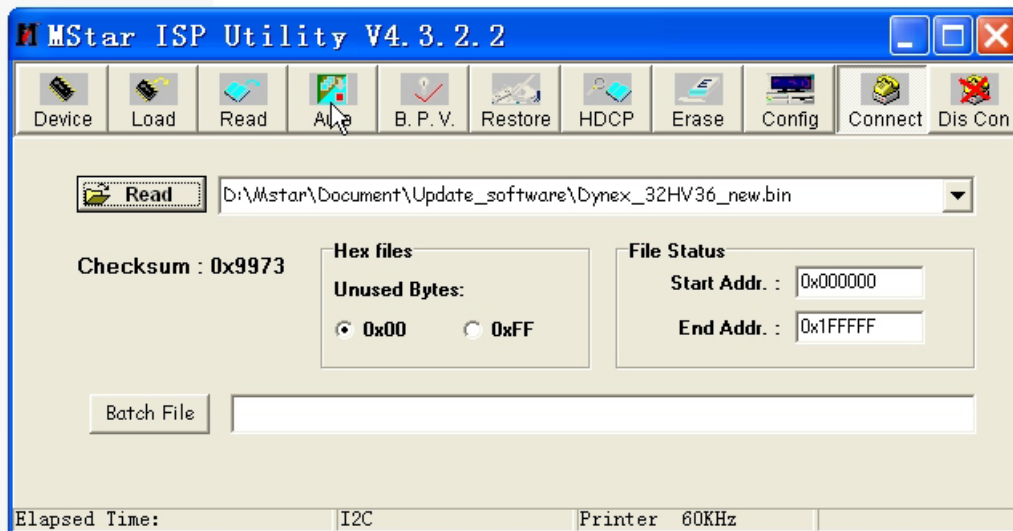 MStar ISP Utility V4.3.2.2
Device Load Read Auto B.P.V. Restore HDCP Erase Config Connect Dis Con
Read D:\Mstar\Document\Update_software\Dynex_32HV36_new.bin
Checksum : 0x9973
Hex files
Unused Bytes:
0x00 0xFF
File Status
Start Addr. : 0x000000
End Addr. : 0x1FFFFF
Batch File
Elapsed Time: I2C Printer 60KHz